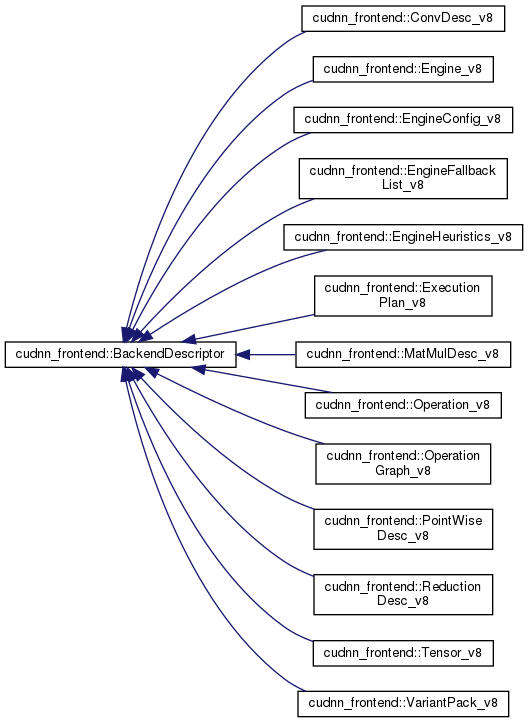 cudnn_frontend::ConvDesc_v8
cudnn_frontend::Engine_v8
cudnn_frontend::EngineConfig_v8
cudnn_frontend::EngineFallback
List_v8
cudnn_frontend::EngineHeuristics_v8
cudnn_frontend::Execution
Plan_v8
cudnn_frontend::BackendDescriptor
cudnn_frontend::MatMulDesc_v8
cudnn_frontend::Operation_v8
cudnn_frontend::Operation
Graph_v8
cudnn_frontend::PointWise
Desc_v8
cudnn_frontend::Reduction
Desc_v8
cudnn_frontend::Tensor_v8
cudnn_frontend::VariantPack_v8